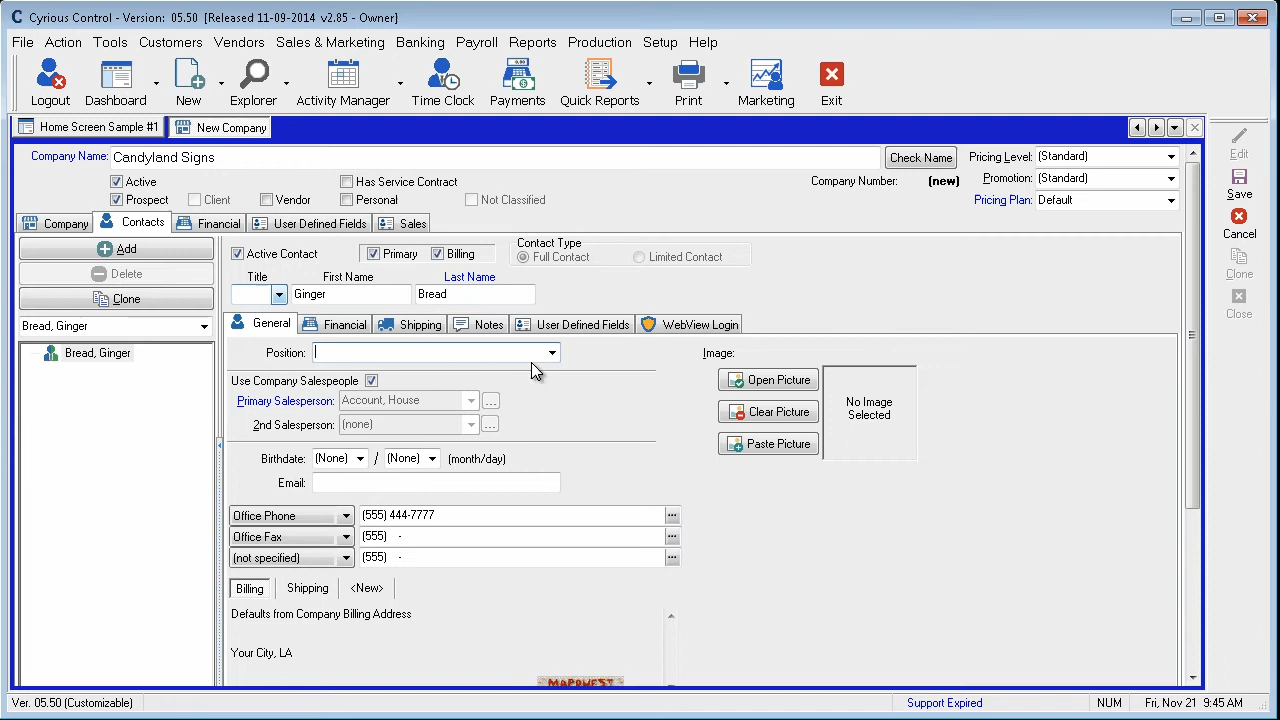 Cyrious Control - Version: 05.50 [Released 11-09-2014 v2.85 - Owner]
File Action Tools Customers Vendors Sales & Marketing Banking Payroll Reports Production Setup Help
Logout Dashboard New Explorer Activity Manager Time Clock Payments Quick Reports Print Marketing Exit
Home Screen Sample #1 New Company
Company Name: Candyland Signs Check Name Pricing Level: (Standard)
Active Has Service Contract Company Number: (new) Promotion: (Standard)
Prospect Client Vendor Personal Not Classified Pricing Plan: Default
Edit
Save
Cancel
Clone
Close
Company Contacts Financial User Defined Fields Sales
Add
Delete
Clone
Bread, Ginger
Bread, Ginger
Active Contact Primary Billing Contact Type
Full Contact Limited Contact
Title First Name Last Name
Ginger Bread
General Financial Shipping Notes User Defined Fields WebView Login
Position: Image:
Use Company Salespeople Open Picture
Primary Salesperson: Account, House ... Clear Picture
2nd Salesperson: (none) ... Paste Picture
No Image
Selected
Birthdate: (None) / (None) (month/day)
Email:
Office Phone (555) 444-7777 ...
Office Fax (555) - ...
(not specified) (555) - ...
Billing Shipping <New>
Defaults from Company Billing Address
Your City, LA
MAPQUEST
Ver. 05.50 (Customizable) Support Expired NUM Fri, Nov 21 9:45 AM